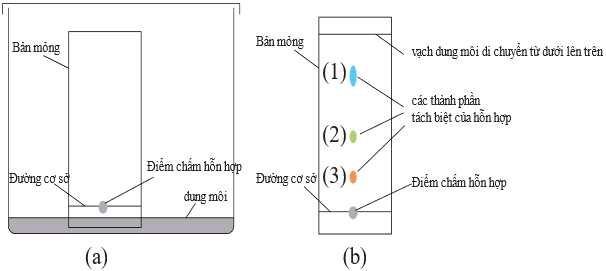 Bản mỏng
Điểm chấm hỗn hợp
Đường cơ sở
dung môi
(a)
Bản mỏng
vạch dung môi di chuyển từ dưới lên trên
(1)
các thành phần
tách biệt của hỗn hợp
(2)
(3)
Đường cơ sở
Điểm chấm hỗn hợp
(b)